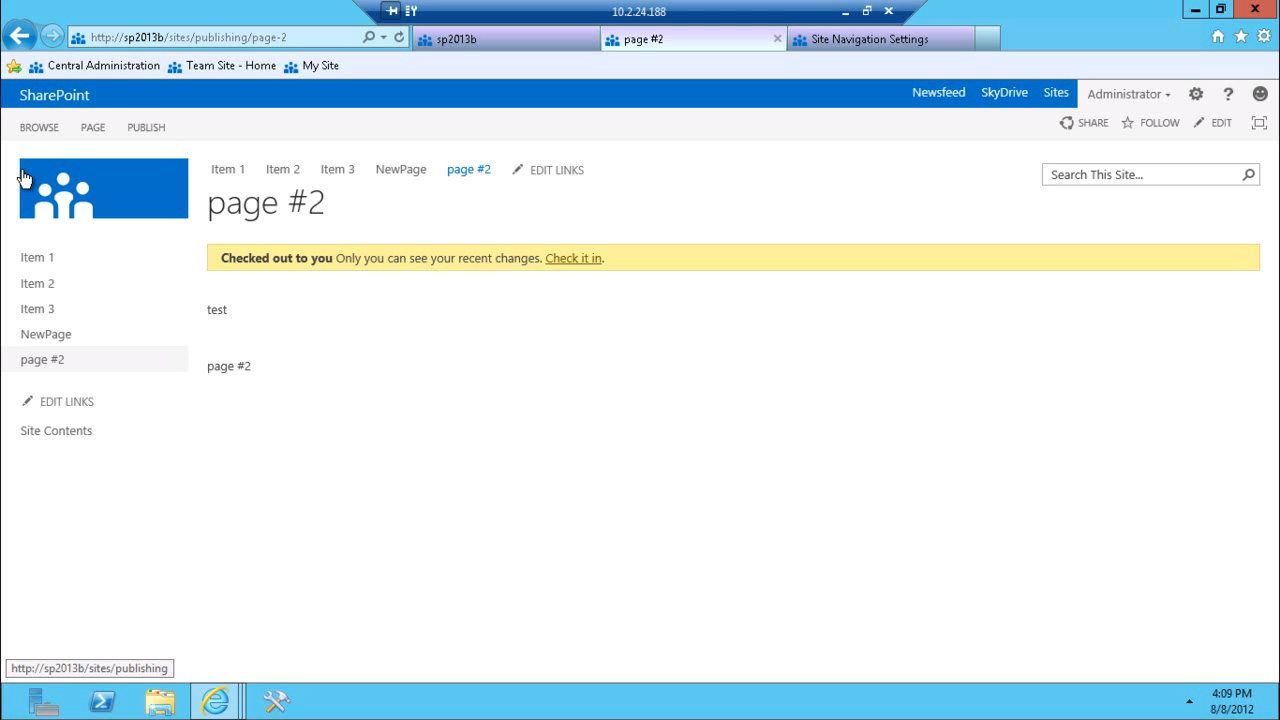 10.2.24.188
http://sp2013b/sites/publishing/page-2
sp2013b
page #2
Site Navigation Settings
Central Administration
Team Site - Home
My Site
SharePoint
Newsfeed
SkyDrive
Sites
Administrator
?
BROWSE
PAGE
PUBLISH
SHARE
FOLLOW
EDIT
Item 1
Item 2
Item 3
NewPage
page #2
EDIT LINKS
Search This Site...
page #2
Checked out to you Only you can see your recent changes. Check it in.
Item 1
Item 2
Item 3
NewPage
page #2
EDIT LINKS
Site Contents
test
page #2
http://sp2013b/sites/publishing
4:09 PM
8/8/2012